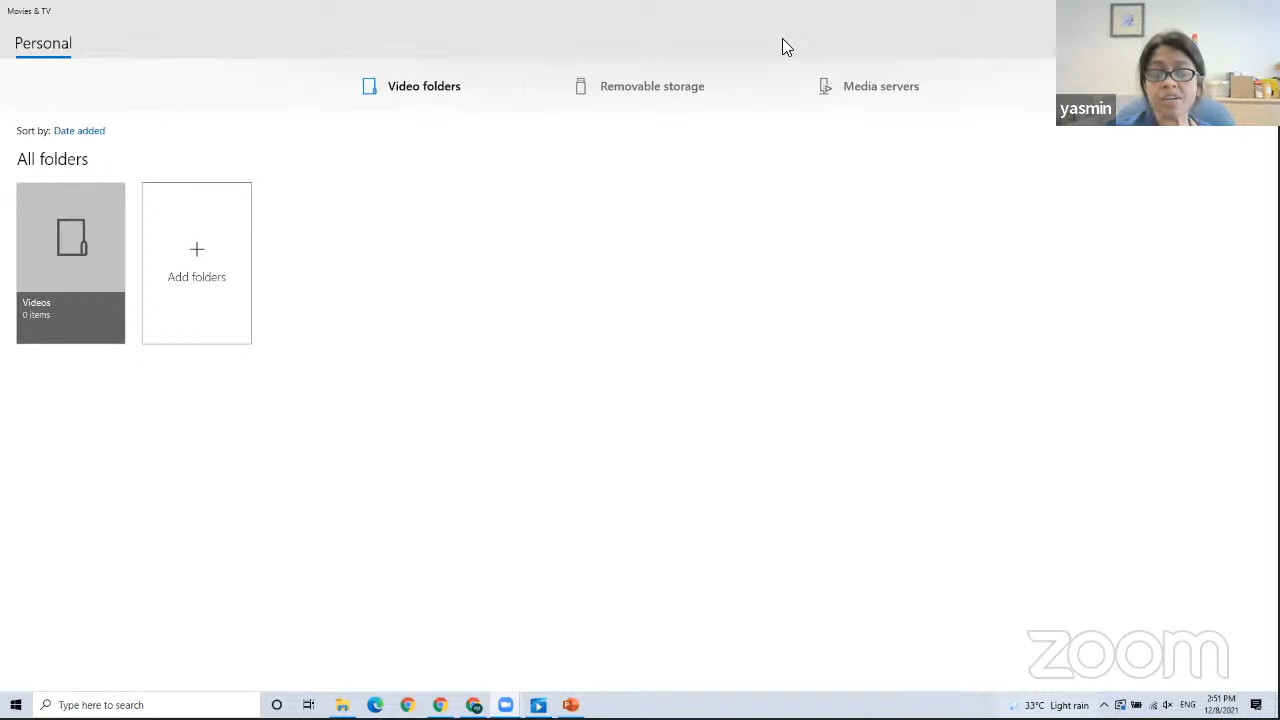 Movies & TV
Personal
Video folders
Removable storage
Media servers
yasmin
Sort by: Date added
All folders
Videos
0 items
Add folders
zoom
Type here to search
33°C Light rain
ENG
2:51 PM
12/8/2021